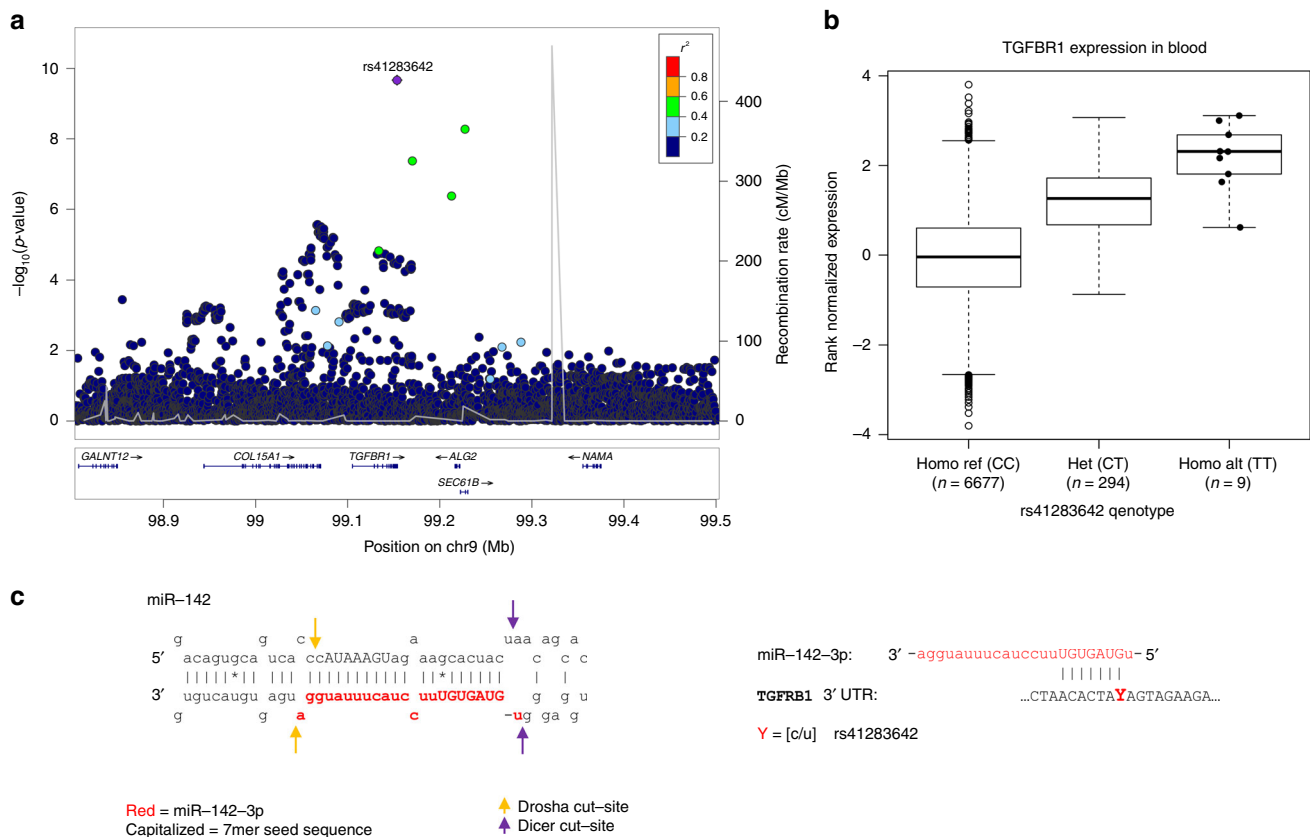 a
rs41283642
r²
0.8
0.6
0.4
0.2
10
8
6
4
2
0
−log10(p-value)
400
300
200
100
0
Recombination rate (cM/Mb)
GALNT12→
COL15A1→
TGFBR1→
←ALG2
←NAMA
SEC61B→
98.9
99
99.1
99.2
99.3
99.4
99.5
Position on chr9 (Mb)
b
TGFBR1 expression in blood
4
2
0
−2
−4
Rank normalized expression
Homo ref (CC)
(n = 6677)
Het (CT)
(n = 294)
Homo alt (TT)
(n = 9)
rs41283642 qenotype
c
miR–142
g g c a uaa ag a
5′ acagugca uca ccAUAAAGUag aagcacuac c c c
| | | | | * | | | | | | | | | | | | | | | | * | | | | | | |
3′ ugucaugu agu gguauuucauc uuUGUGAUG g g u
g g a c -ug ga g
Red = miR–142–3p
Capitalized = 7mer seed sequence
Drosha cut–site
Dicer cut–site
miR–142–3p: 3′ -agguauuucauccuuUGUGAUGu- 5′
| | | | | | |
TGFRB1 3′ UTR: ...CTAACACTAYAGTAGAAGA...
Y = [c/u] rs41283642